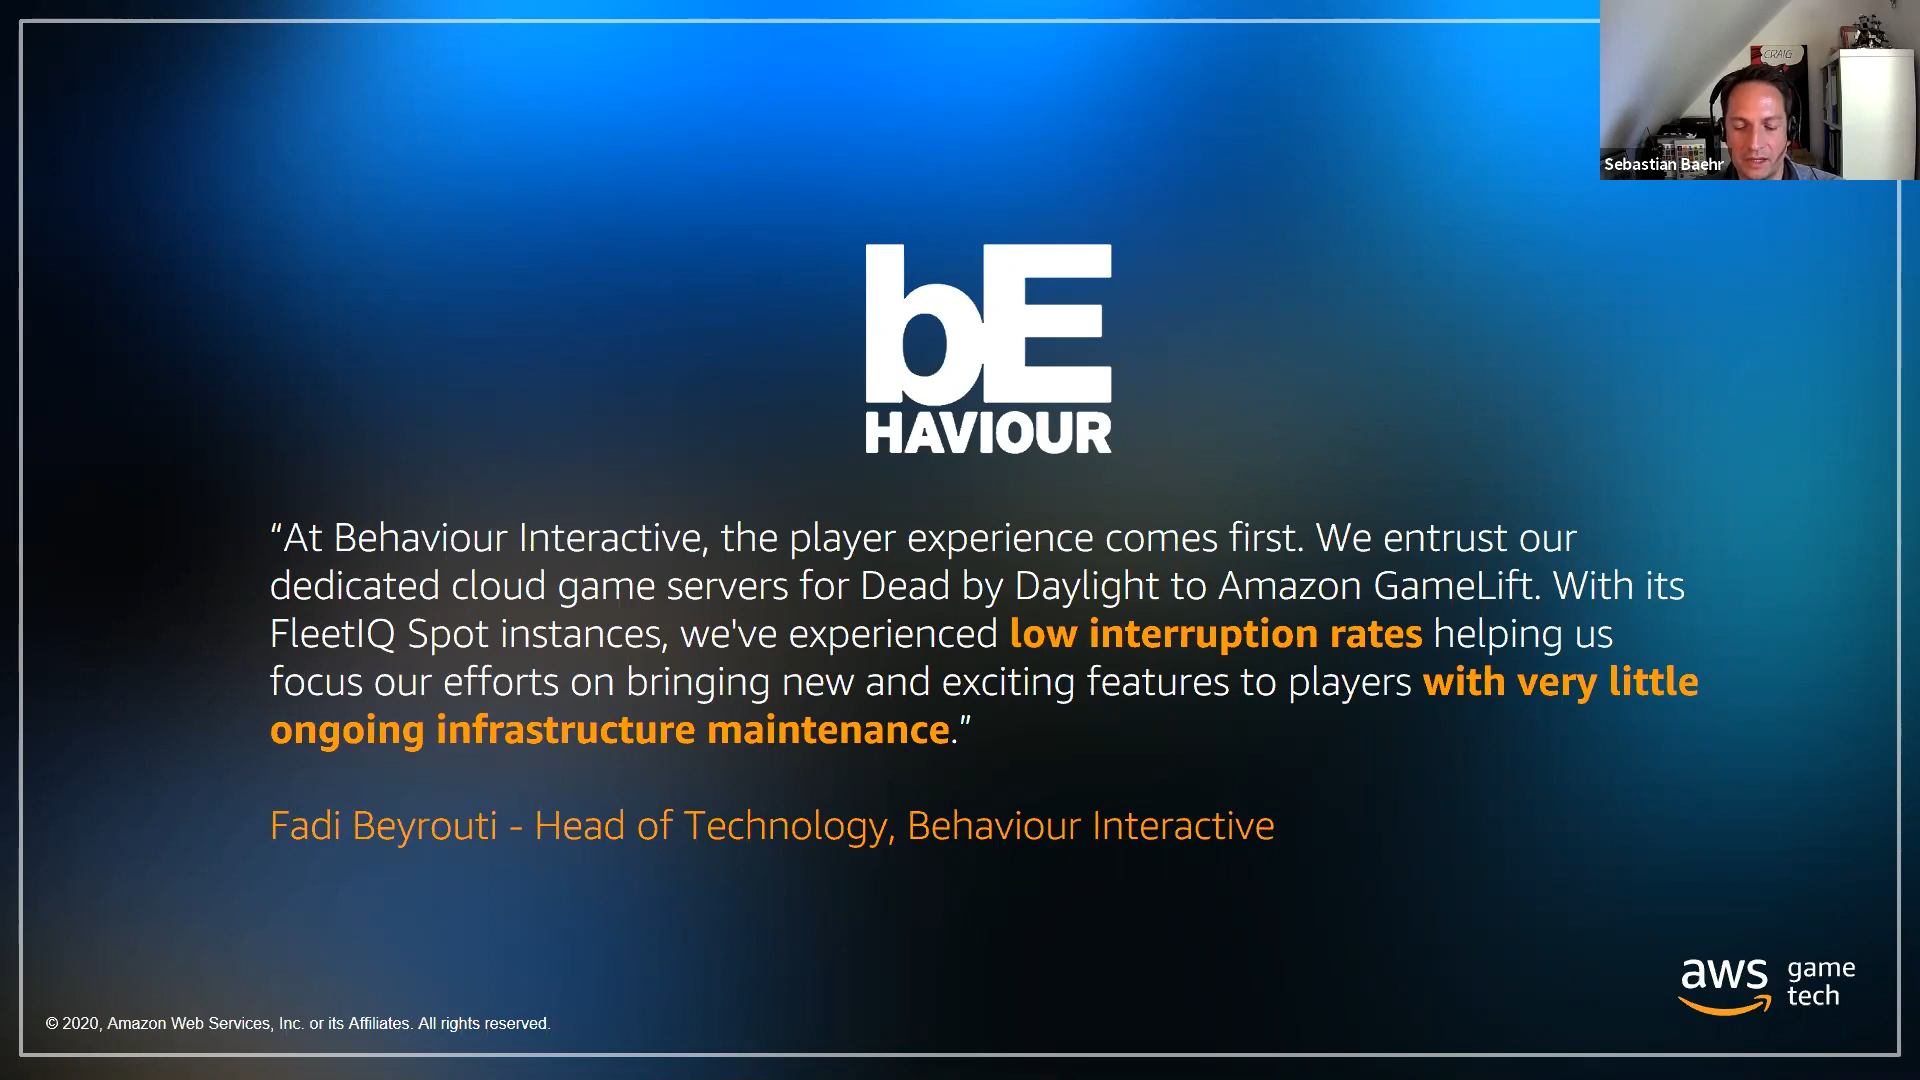 CRAIG
Sebastian Baehr
bE
HAVIOUR
“At Behaviour Interactive, the player experience comes first. We entrust our
dedicated cloud game servers for Dead by Daylight to Amazon GameLift. With its
FleetIQ Spot instances, we've experienced low interruption rates helping us
focus our efforts on bringing new and exciting features to players with very little
ongoing infrastructure maintenance.”
Fadi Beyrouti - Head of Technology, Behaviour Interactive
aws game
tech
© 2020, Amazon Web Services, Inc. or its Affiliates. All rights reserved.